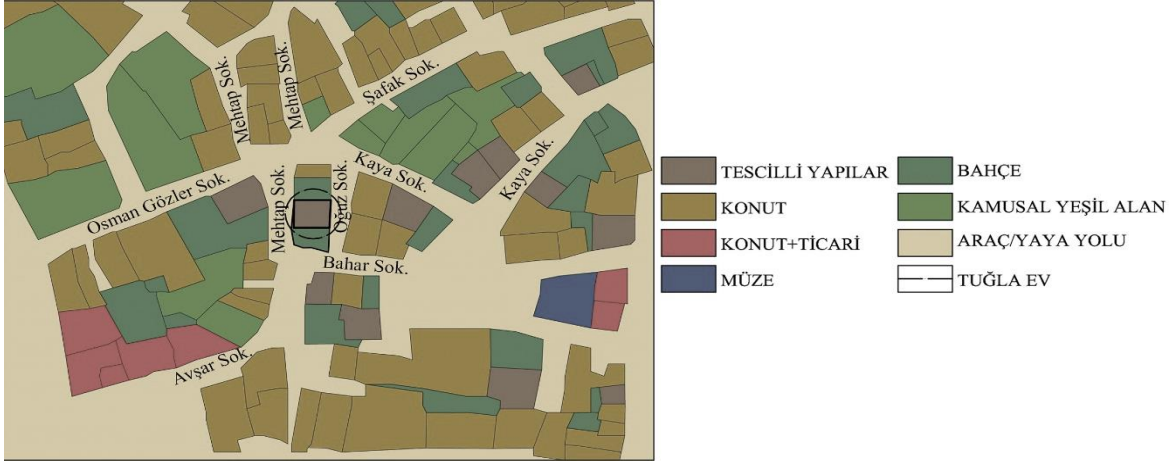 Mehtap Sok.
Mehtap Sok.
Şafak Sok.
Kaya Sok.
Kaya Sok.
Osman Gözler Sok.
Mehtap Sok.
Oğuz Sok.
Bahar Sok.
Avşar Sok.
TESCİLLİ YAPILAR
KONUT
KONUT+TİCARİ
MÜZE
BAHÇE
KAMUSAL YEŞİL ALAN
ARAÇ/YAYA YOLU
TUĞLA EV